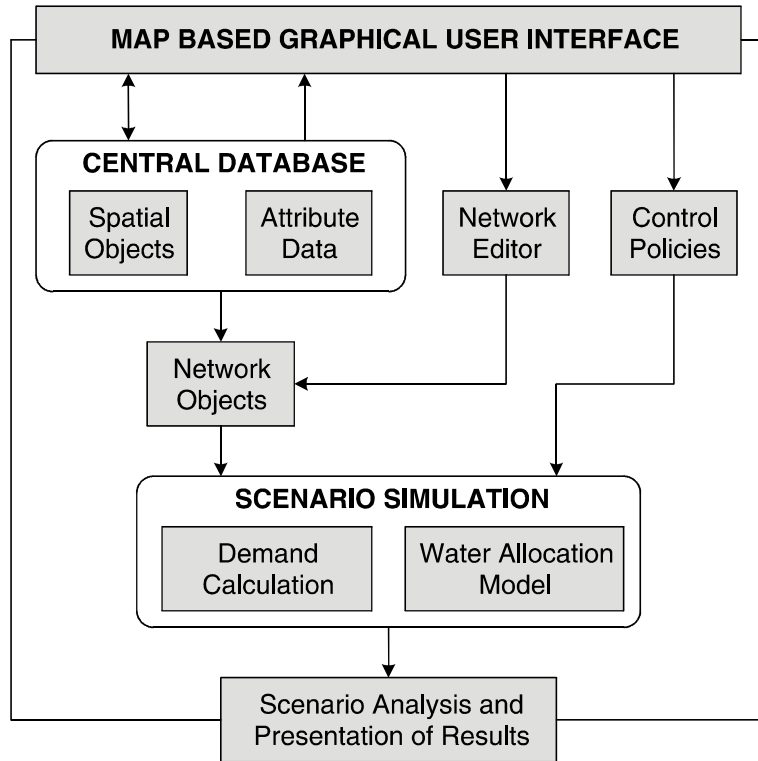 MAP BASED GRAPHICAL USER INTERFACE
CENTRAL DATABASE
Spatial
Objects
Attribute
Data
Network
Editor
Control
Policies
Network
Objects
SCENARIO SIMULATION
Demand
Calculation
Water Allocation
Model
Scenario Analysis and
Presentation of Results